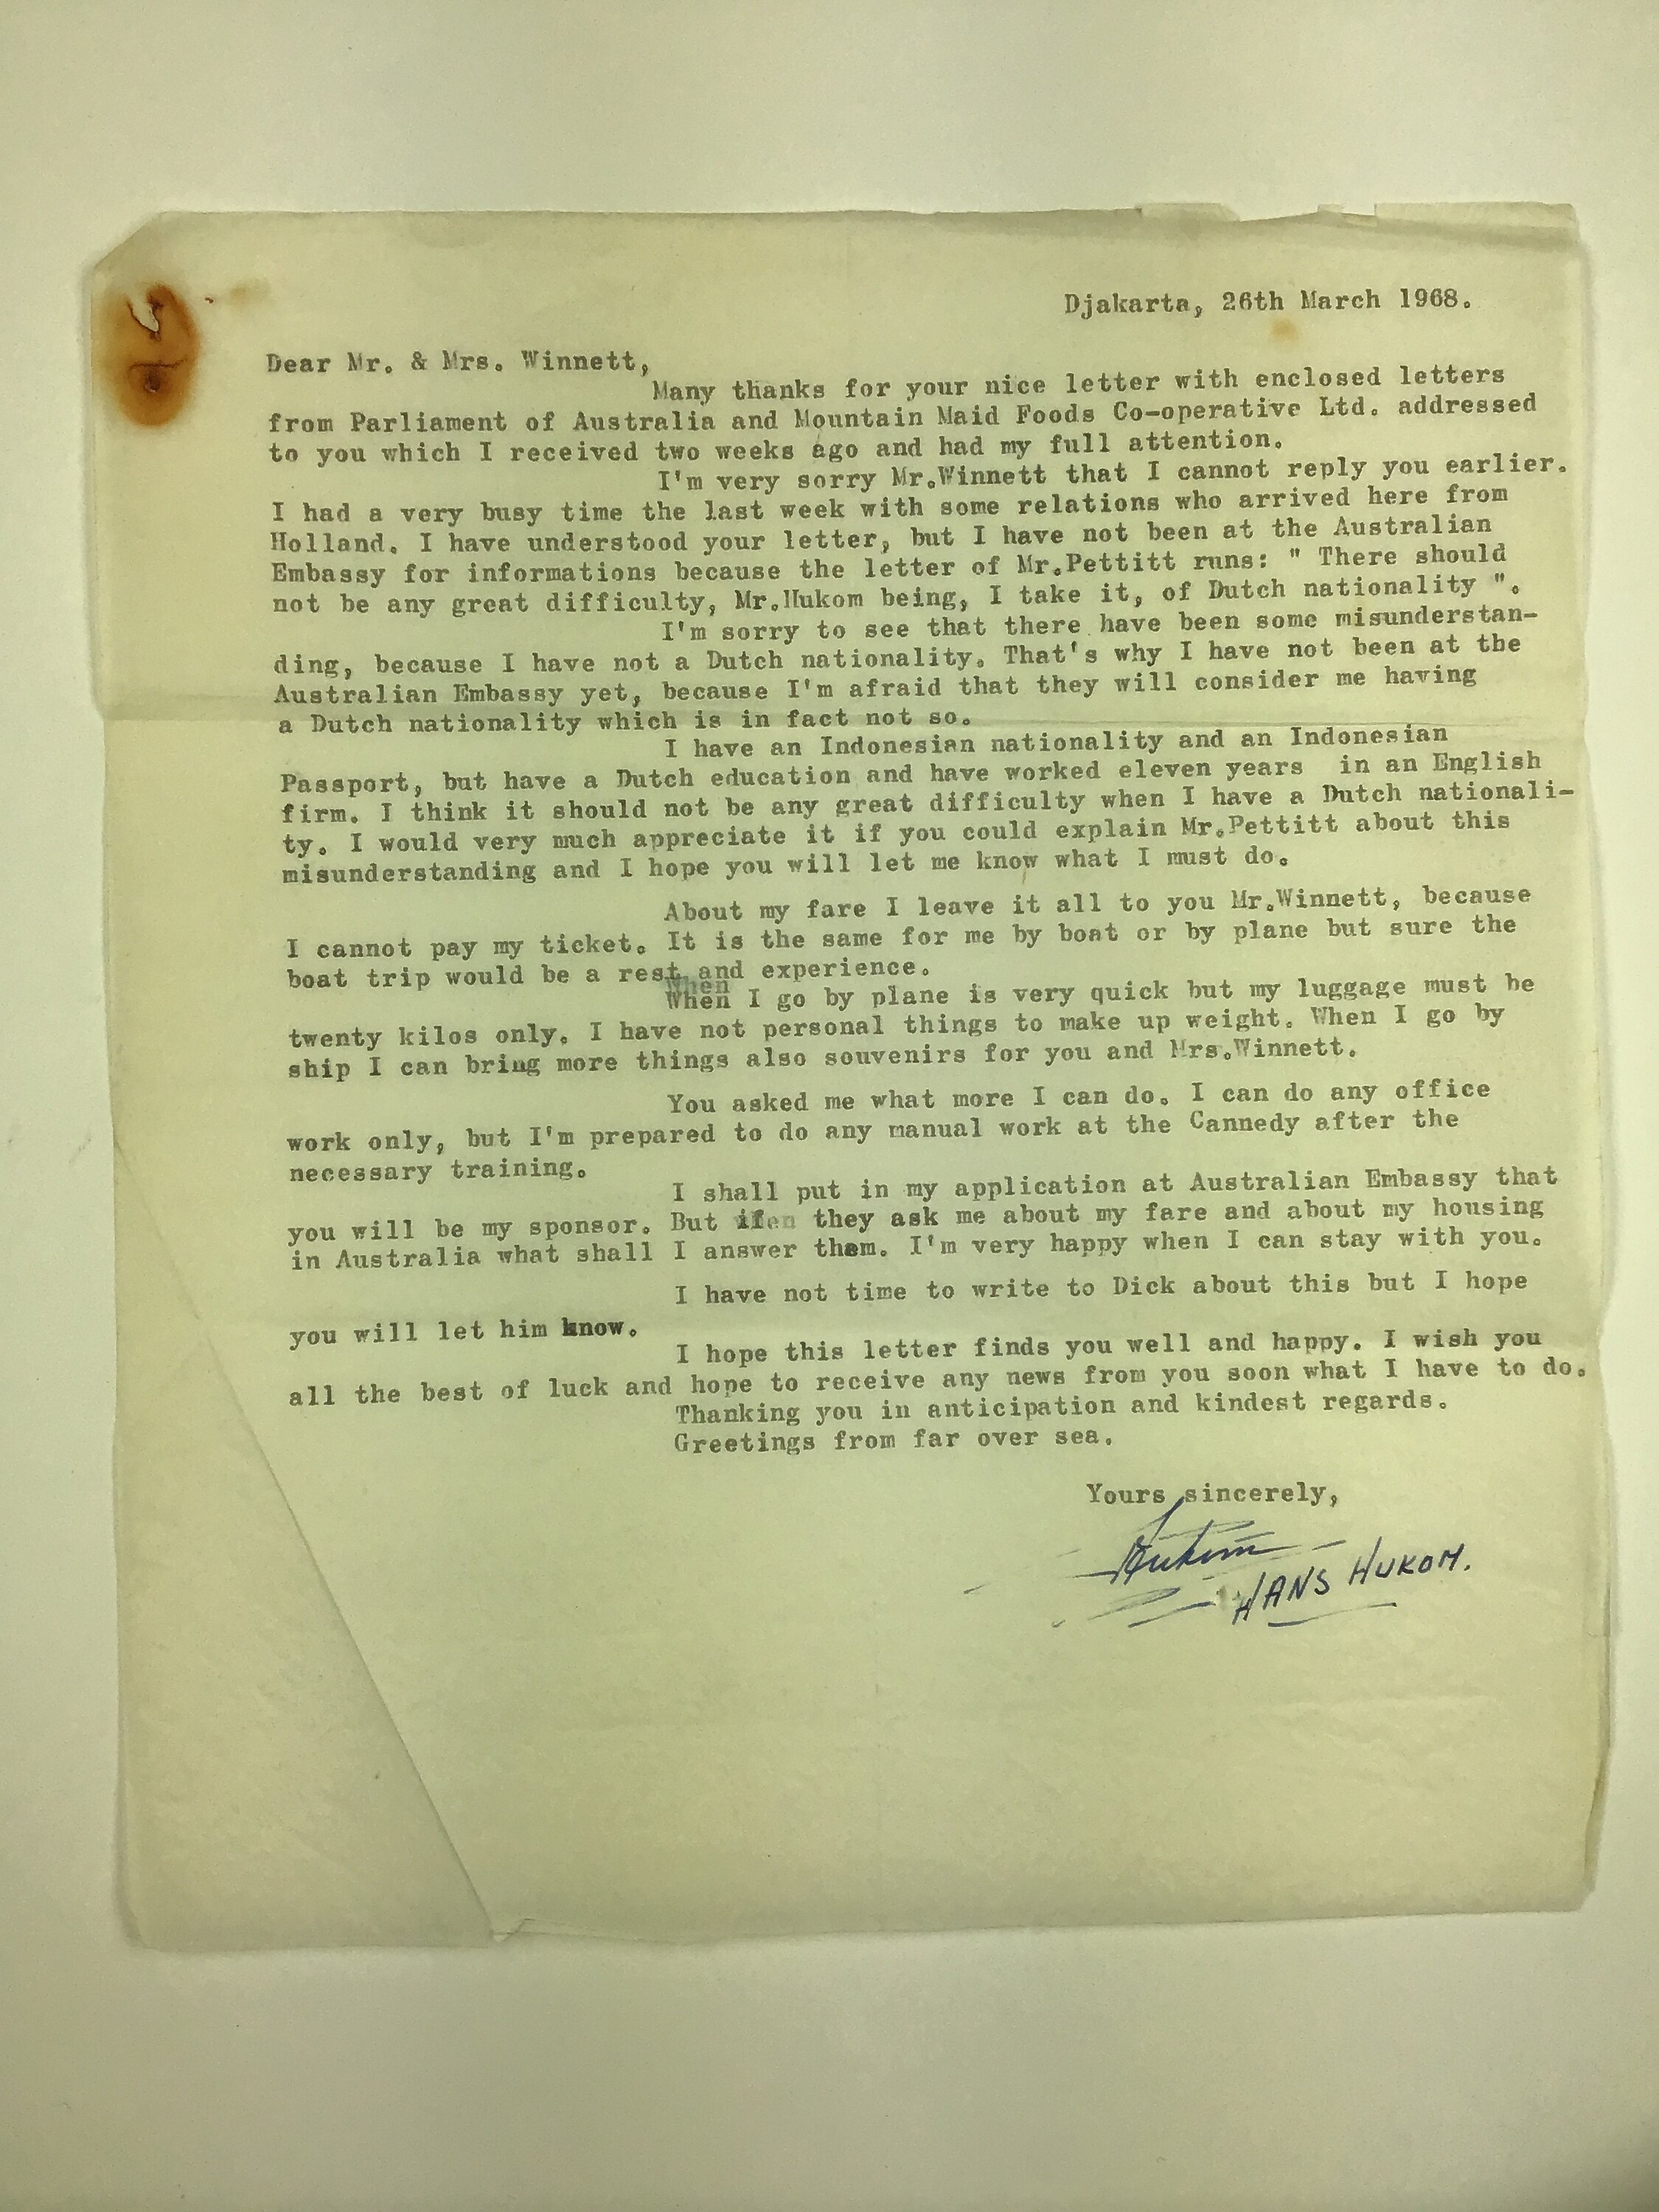 Djakarta, 26th March 1968.
Dear Mr. & Mrs. Winnett,
Many thanks for your nice letter with enclosed letters
from Parliament of Australia and Mountain Maid Foods Co-operative Ltd. addressed
to you which I received two weeks ago and had my full attention.
I'm very sorry Mr.Winnett that I cannot reply you earlier.
I had a very busy time the last week with some relations who arrived here from
Holland. I have understood your letter, but I have not been at the Australian
Embassy for informations because the letter of Mr.Pettitt runs: " There should
not be any great difficulty, Mr.Hukom being, I take it, of Dutch nationality ".
I'm sorry to see that there have been some misunderstan-
ding, because I have not a Dutch nationality. That's why I have not been at the
Australian Embassy yet, because I'm afraid that they will consider me having
a Dutch nationality which is in fact not so.
I have an Indonesian nationality and an Indonesian
Passport, but have a Dutch education and have worked eleven years in an English
firm. I think it should not be any great difficulty when I have a Dutch nationali-
ty. I would very much appreciate it if you could explain Mr.Pettitt about this
misunderstanding and I hope you will let me know what I must do.
About my fare I leave it all to you Mr.Winnett, because
I cannot pay my ticket. It is the same for me by boat or by plane but sure the
boat trip would be a rest and experience.
When I go by plane is very quick but my luggage must be
twenty kilos only. I have not personal things to make up weight. When I go by
ship I can bring more things also souvenirs for you and Mrs.Winnett.
You asked me what more I can do. I can do any office
work only, but I'm prepared to do any manual work at the Cannedy after the
necessary training.
I shall put in my application at Australian Embassy that
you will be my sponsor. But if they ask me about my fare and about my housing
in Australia what shall I answer them. I'm very happy when I can stay with you.
I have not time to write to Dick about this but I hope
you will let him know.
I hope this letter finds you well and happy. I wish you
all the best of luck and hope to receive any news from you soon what I have to do.
Thanking you in anticipation and kindest regards.
Greetings from far over sea.
Yours sincerely,
Hukom
HANS HUKOM.